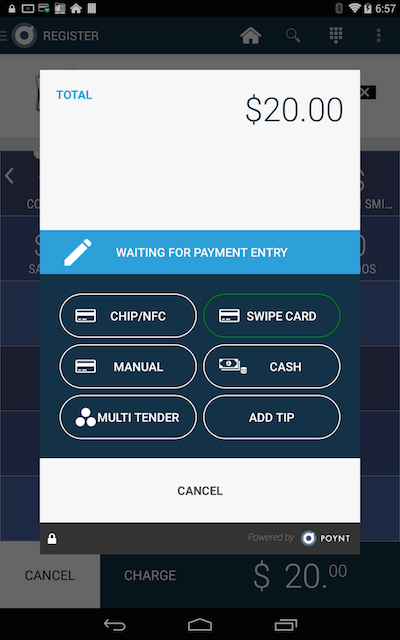 6:57
REGISTER
TOTAL
$20.00
CO
SMI...
WAITING FOR PAYMENT ENTRY
SA
DOS
CHIP/NFC
SWIPE CARD
MANUAL
CASH
MULTI TENDER
ADD TIP
CANCEL
Powered by POYNT
CANCEL
CHARGE
$ 20.00